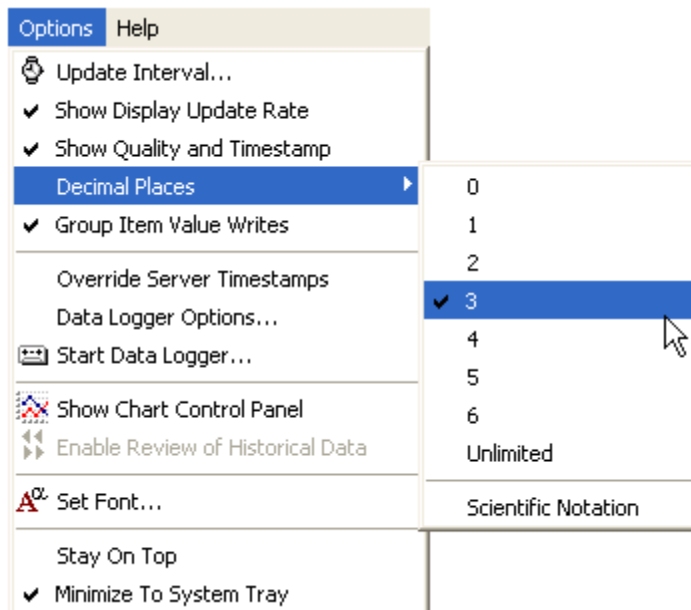 Options Help
Update Interval...
Show Display Update Rate
Show Quality and Timestamp
Decimal Places
Group Item Value Writes
Override Server Timestamps
Data Logger Options...
Start Data Logger...
Show Chart Control Panel
Enable Review of Historical Data
Set Font...
Stay On Top
Minimize To System Tray
0
1
2
3
4
5
6
Unlimited
Scientific Notation